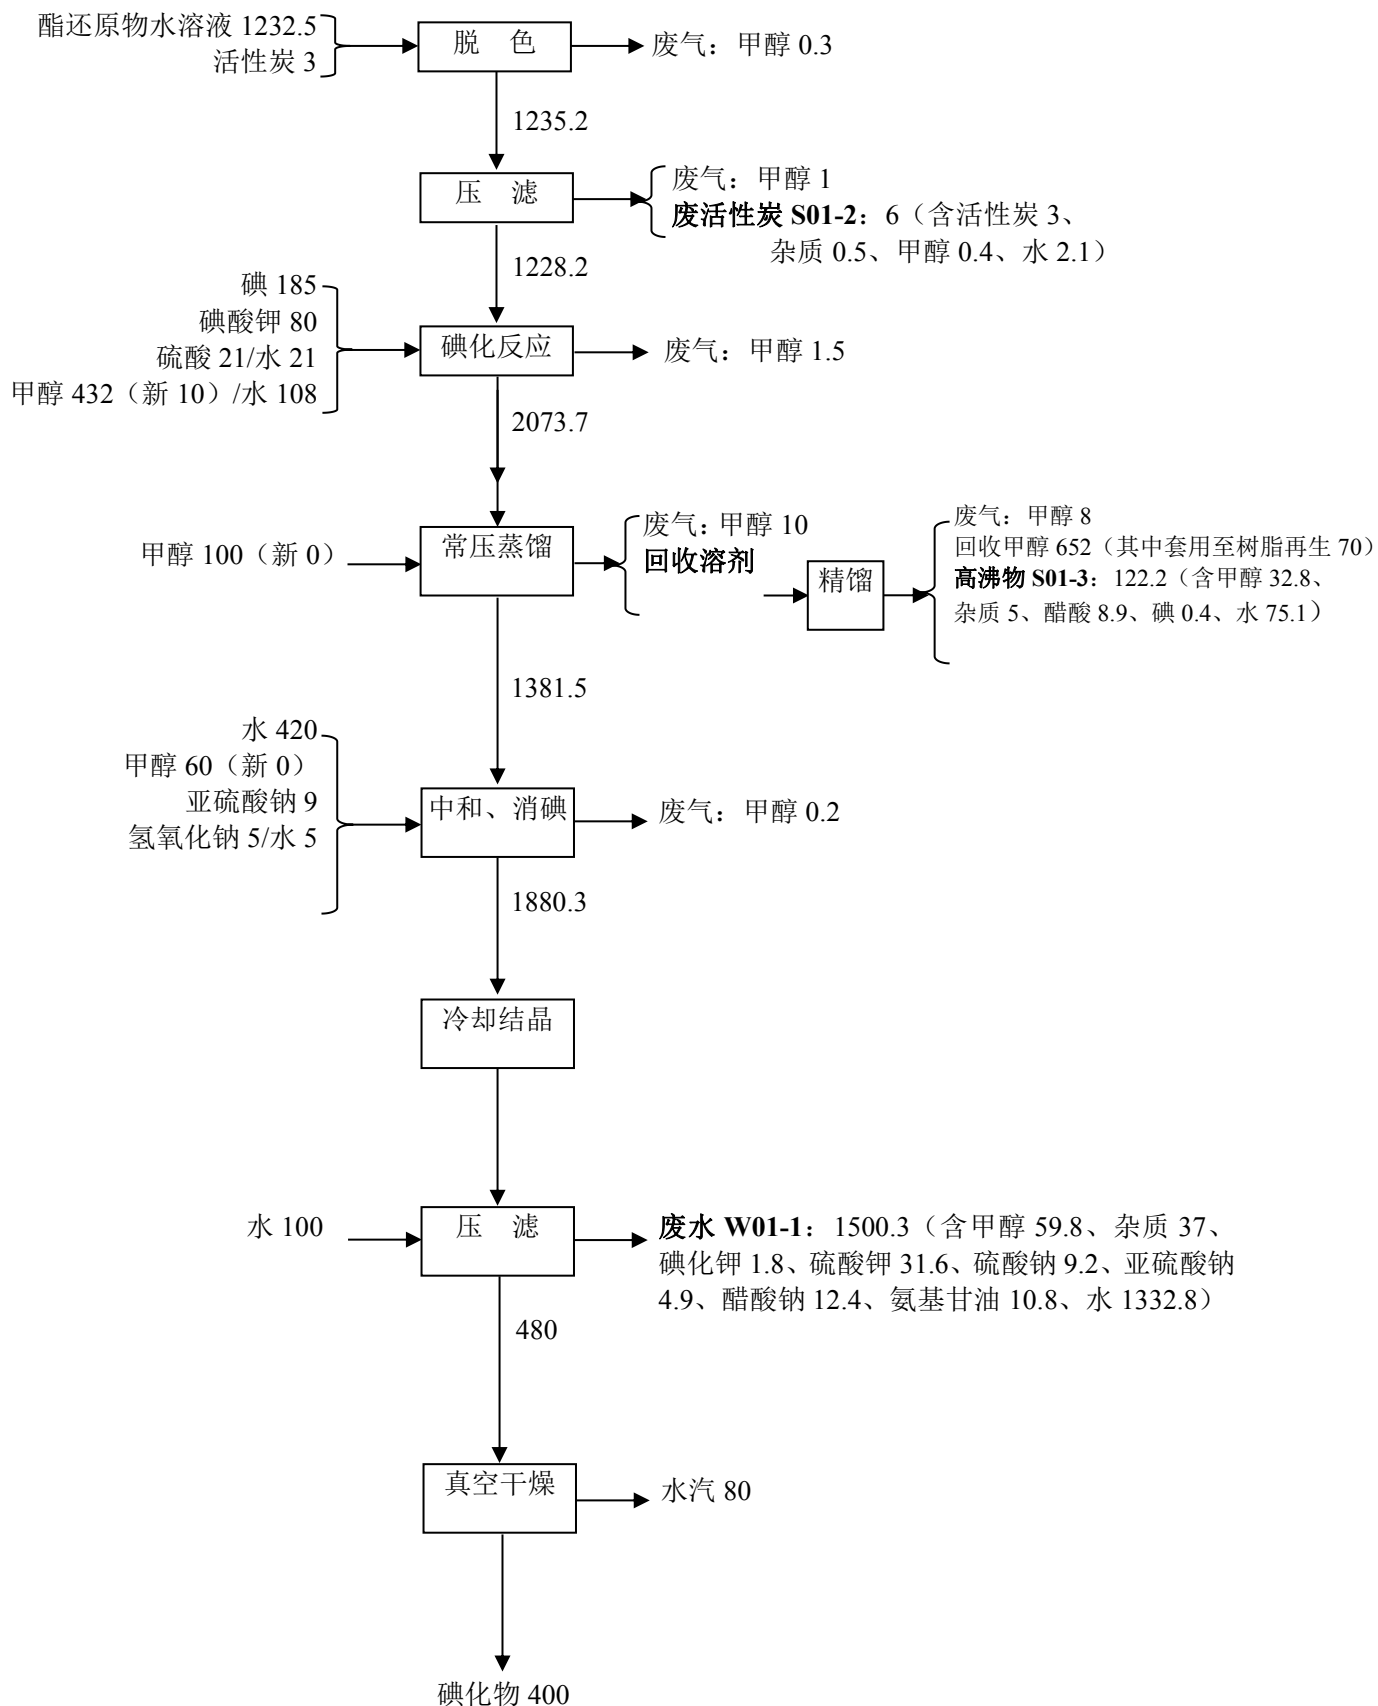 酯还原物水溶液 1232.5
活性炭 3
脱 色
废气：甲醇 0.3
1235.2
压 滤
废气：甲醇 1
废活性炭 S01-2：6（含活性炭 3、
杂质 0.5、甲醇 0.4、水 2.1）
1228.2
碘 185
碘酸钾 80
硫酸 21/水 21
甲醇 432（新 10）/水 108
碘化反应
废气：甲醇 1.5
2073.7
甲醇 100（新 0）
常压蒸馏
废气：甲醇 10
回收溶剂
精馏
废气：甲醇 8
回收甲醇 652（其中套用至树脂再生 70）
高沸物 S01-3：122.2（含甲醇 32.8、
杂质 5、醋酸 8.9、碘 0.4、水 75.1）
1381.5
水 420
甲醇 60（新 0）
亚硫酸钠 9
氢氧化钠 5/水 5
中和、消碘
废气：甲醇 0.2
1880.3
冷却结晶
水 100
压 滤
废水 W01-1：1500.3（含甲醇 59.8、杂质 37、
碘化钾 1.8、硫酸钾 31.6、硫酸钠 9.2、亚硫酸钠
4.9、醋酸钠 12.4、氨基甘油 10.8、水 1332.8）
480
真空干燥
水汽 80
碘化物 400